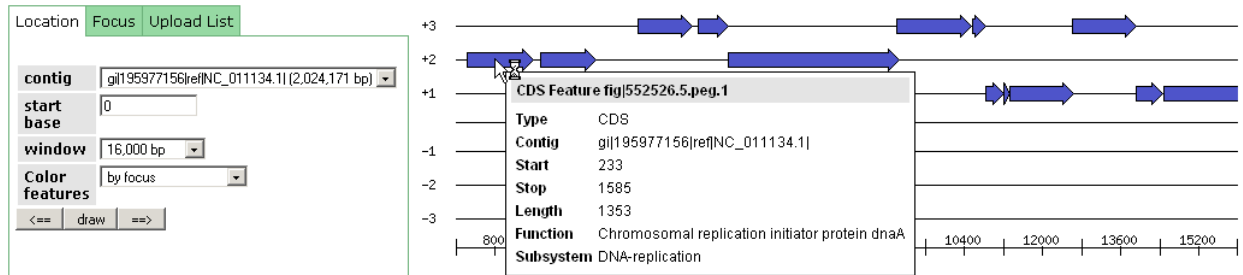 Location Focus Upload List
contig gi|195977156|ref|NC_011134.1| (2,024,171 bp)
start base 0
window 16,000 bp
Color features by focus
<== draw ==>
+3
+2
+1
-1
-2
-3
CDS Feature fig|552526.5.peg.1
Type CDS
Contig gi|195977156|ref|NC_011134.1|
Start 233
Stop 1585
Length 1353
Function Chromosomal replication initiator protein dnaA
Subsystem DNA-replication
800 10400 12000 13600 15200